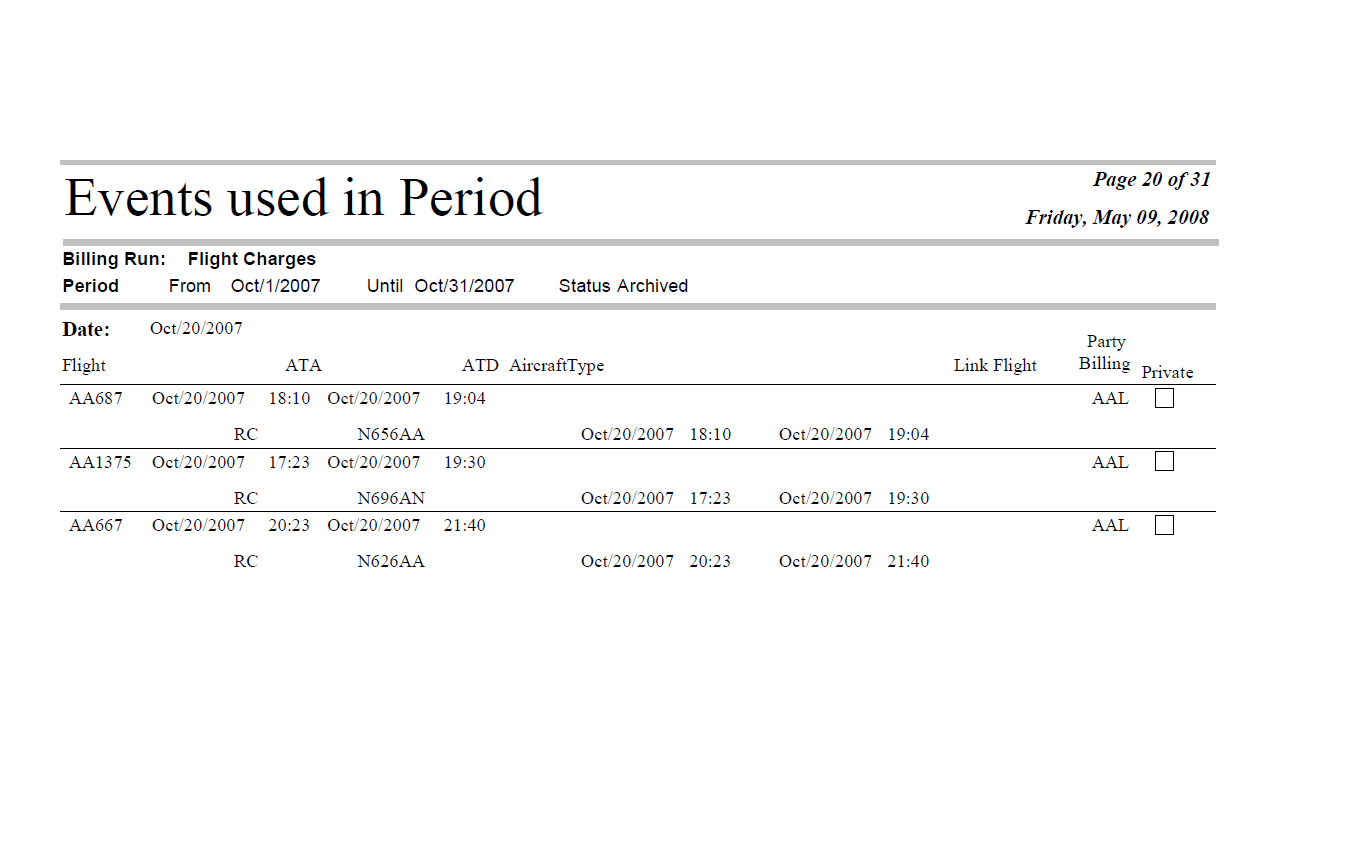 Events used in Period
Page 20 of 31
Friday, May 09, 2008
Billing Run: Flight Charges
Period From Oct/1/2007 Until Oct/31/2007 Status Archived
Date: Oct/20/2007
Flight ATA ATD AircraftType Link Flight Party Billing Private
AA687 Oct/20/2007 18:10 Oct/20/2007 19:04 AAL
RC N656AA Oct/20/2007 18:10 Oct/20/2007 19:04
AA1375 Oct/20/2007 17:23 Oct/20/2007 19:30 AAL
RC N696AN Oct/20/2007 17:23 Oct/20/2007 19:30
AA667 Oct/20/2007 20:23 Oct/20/2007 21:40 AAL
RC N626AA Oct/20/2007 20:23 Oct/20/2007 21:40